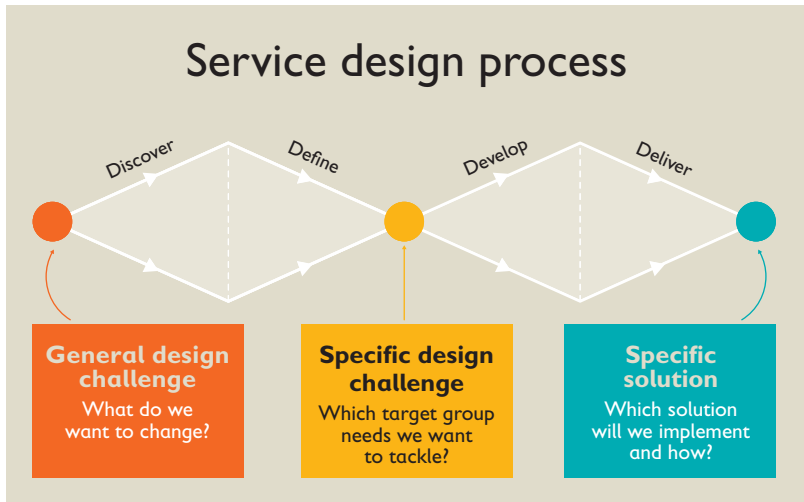 Service design process
Discover
Define
Develop
Deliver
General design
challenge
What do we
want to change?
Specific design
challenge
Which target group
needs we want
to tackle?
Specific
solution
Which solution
will we implement
and how?